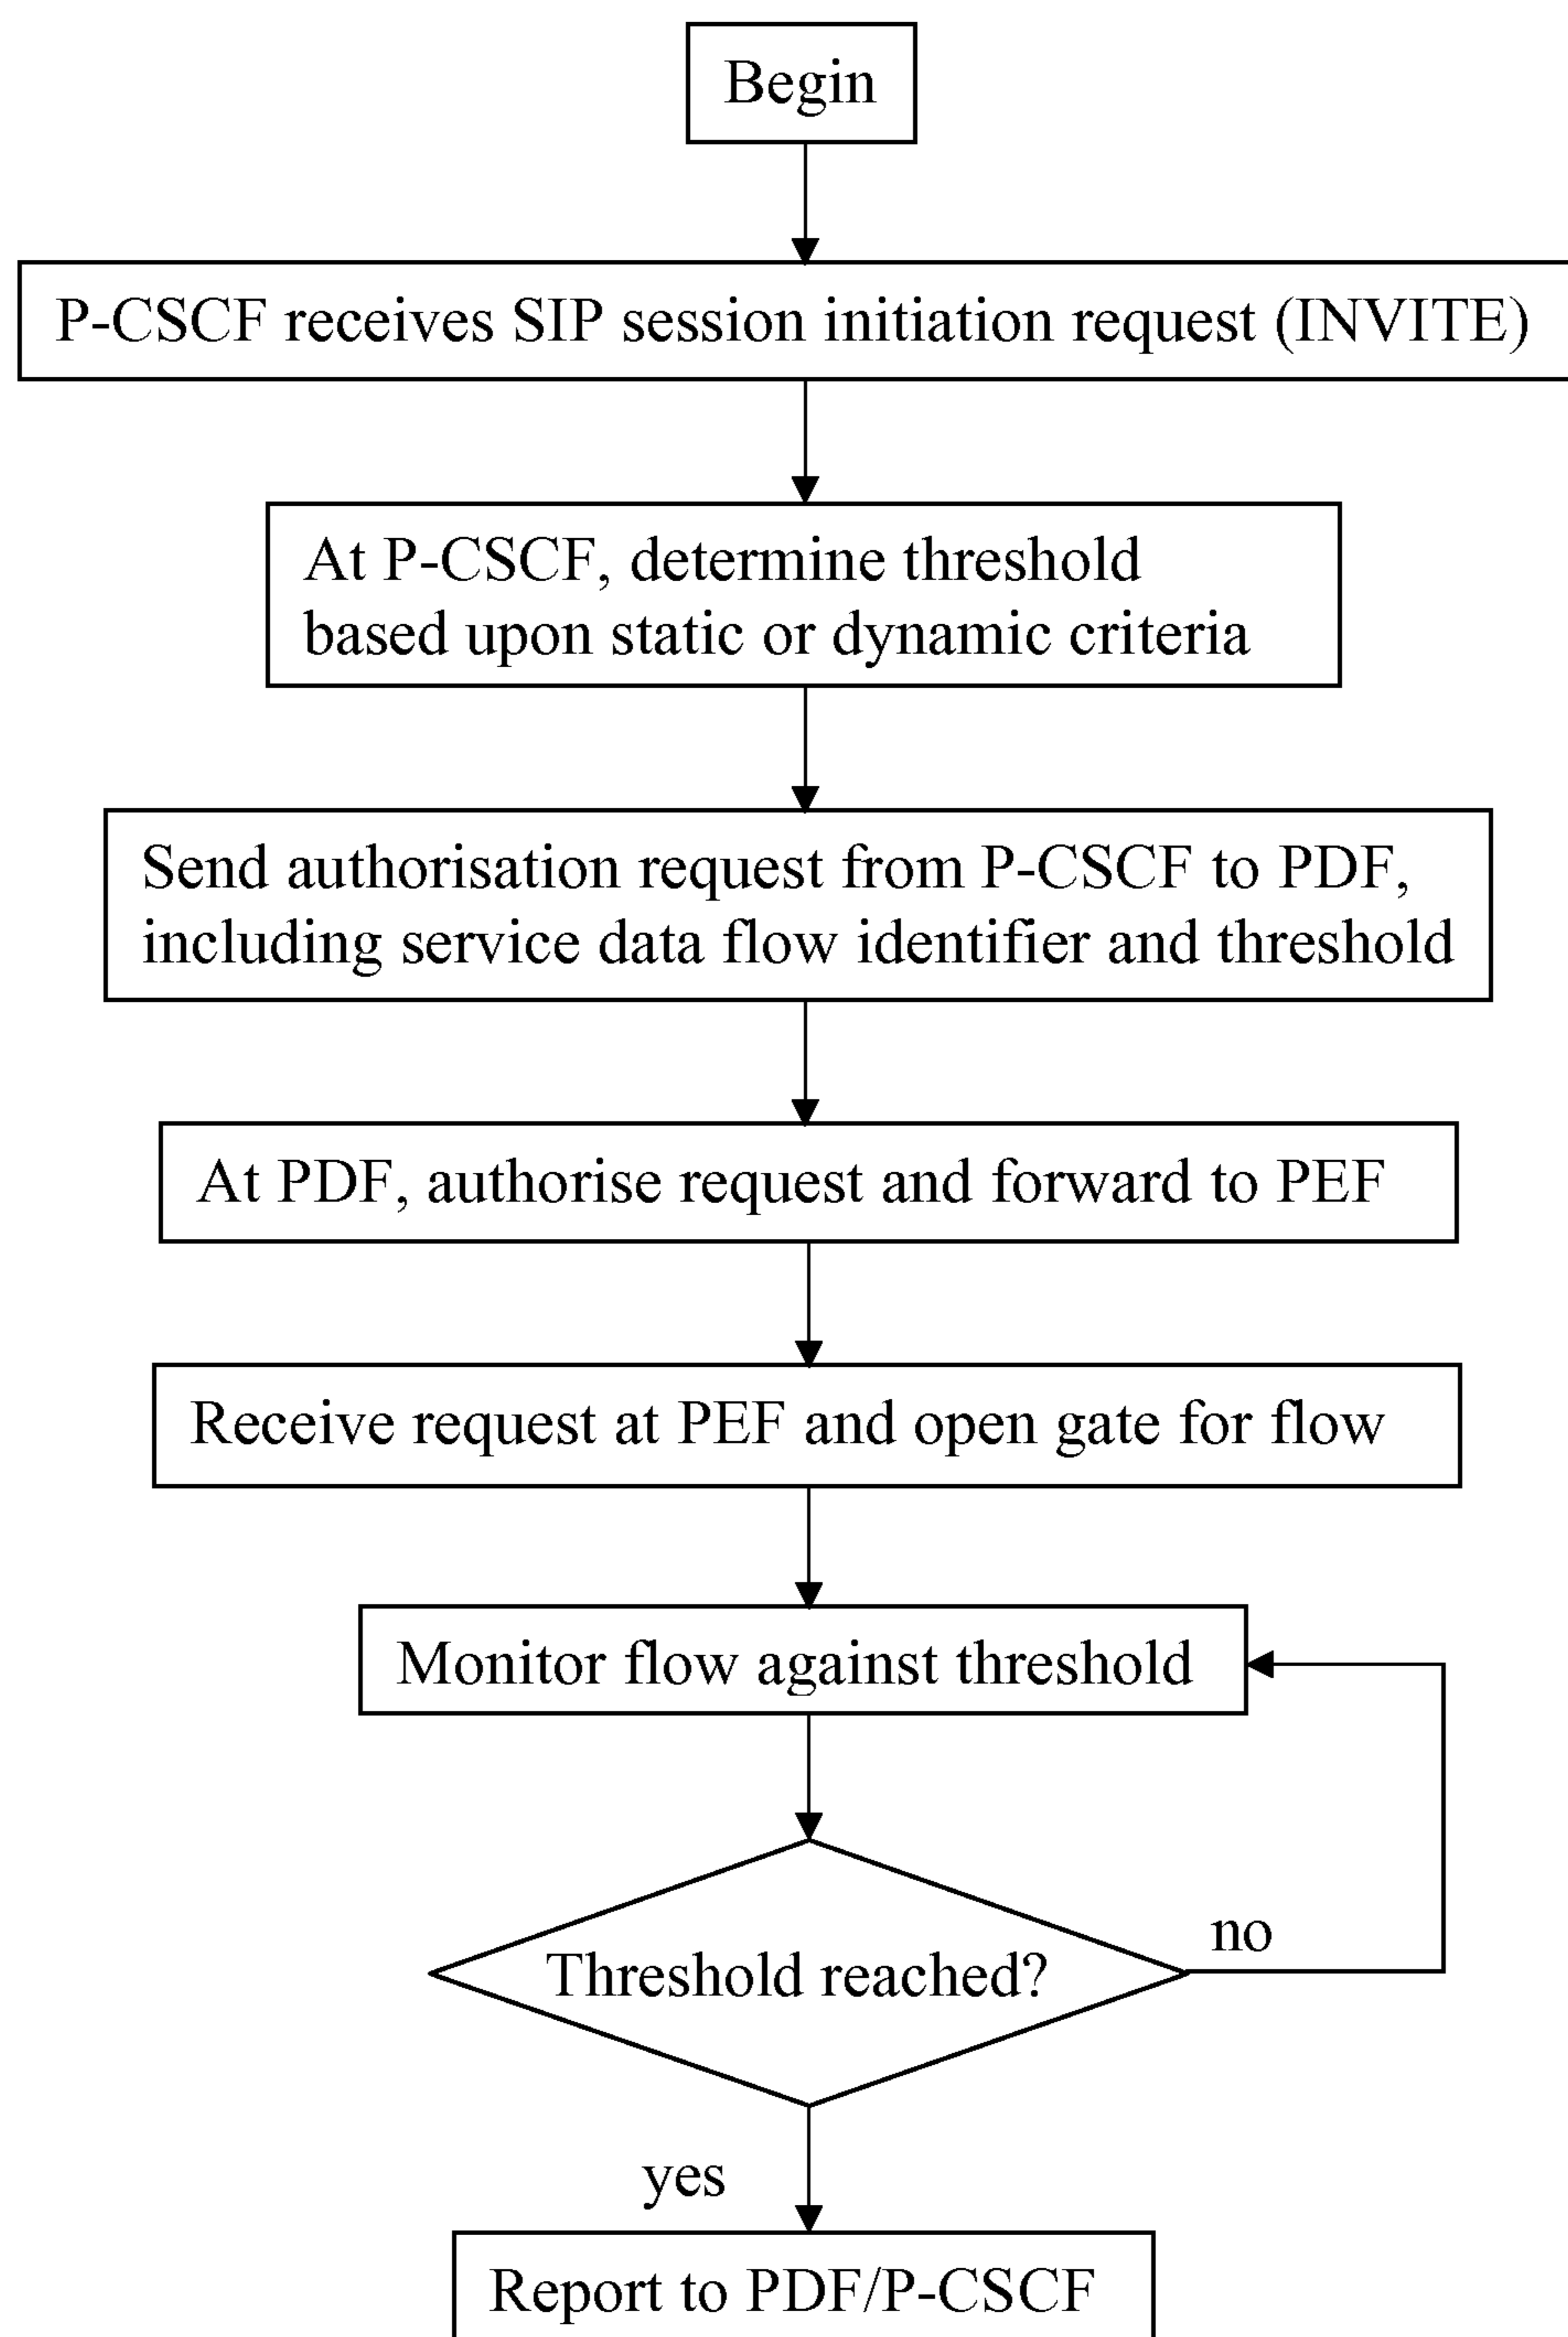 Begin
P-CSCF receives SIP session initiation request (INVITE)
At P-CSCF, determine threshold
based upon static or dynamic criteria
Send authorisation request from P-CSCF to PDF,
including service data flow identifier and threshold
At PDF, authorise request and forward to PEF
Receive request at PEF and open gate for flow
Monitor flow against threshold
Threshold reached?
no
yes
Report to PDF/P-CSCF